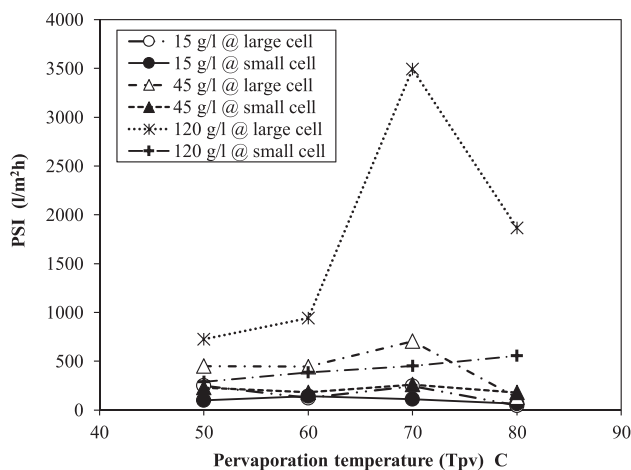 4000
3500
3000
2500
2000
1500
1000
500
0
PSI (l/m²h)
15 g/l @ large cell
15 g/l @ small cell
45 g/l @ large cell
45 g/l @ small cell
120 g/l @ large cell
120 g/l @ small cell
40 50 60 70 80 90
Pervaporation temperature (Tpv) C